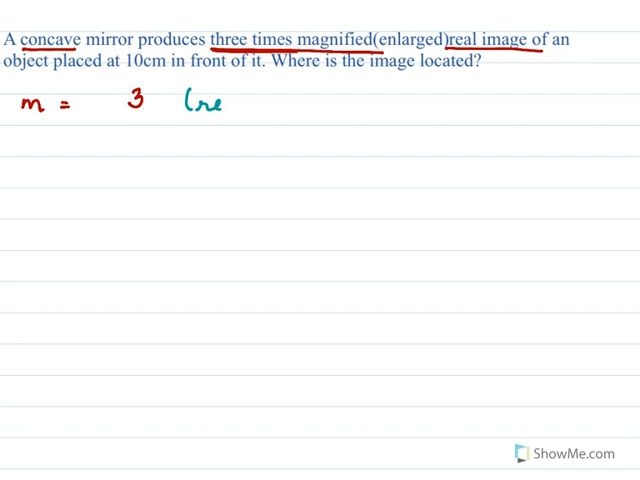 A concave mirror produces three times magnified(enlarged)real image of an
object placed at 10cm in front of it. Where is the image located?
m = 3 (re
ShowMe.com